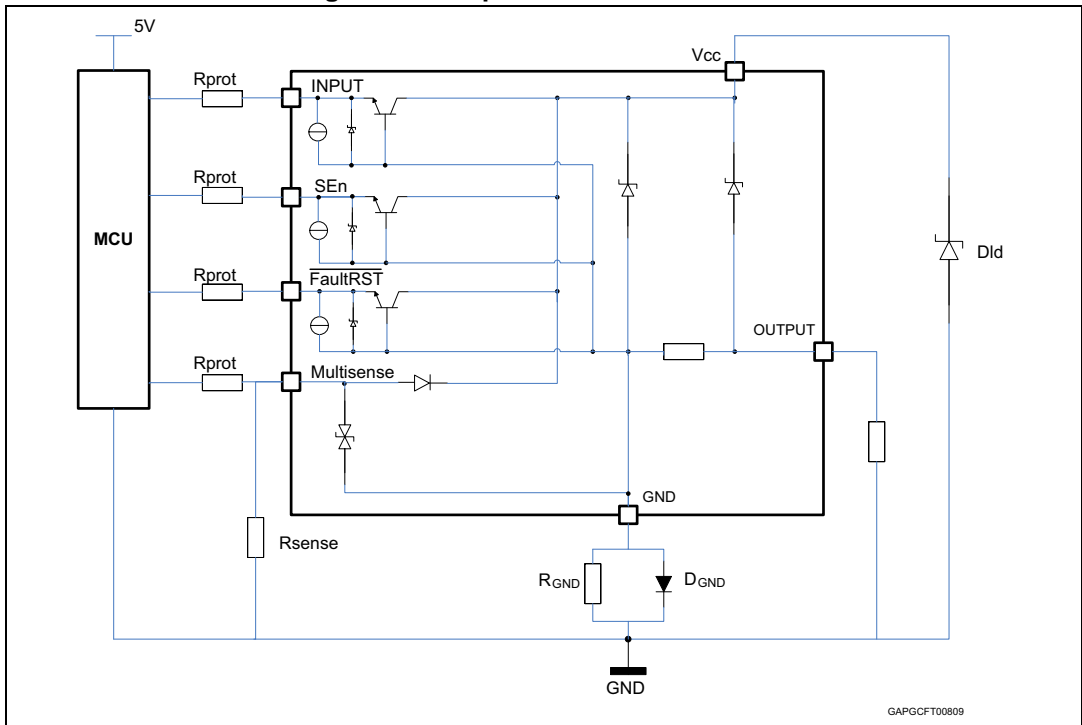 5V
Vcc
Rprot
INPUT
Rprot
SEn
MCU
Dld
Rprot
FaultRST
OUTPUT
Rprot
Multisense
GND
Rsense
RGND
DGND
GND
GAPGCFT00809